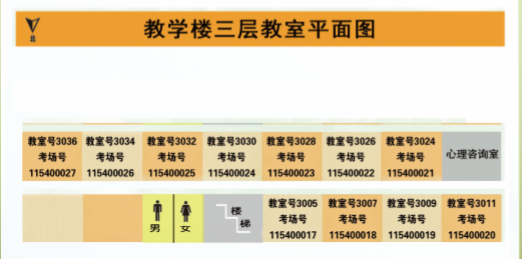 教学楼三层教室平面图
教室号3036 教室号3034 教室号3032 教室号3030 教室号3028 教室号3026 教室号3024
考场号 考场号 考场号 考场号 考场号 考场号 考场号 心理咨询室
115400027 115400026 115400025 115400024 115400023 115400022 115400021
教室号3005 教室号3007 教室号3009 教室号3011
男 女 楼梯 考场号 考场号 考场号 考场号
115400017 115400018 115400019 115400020